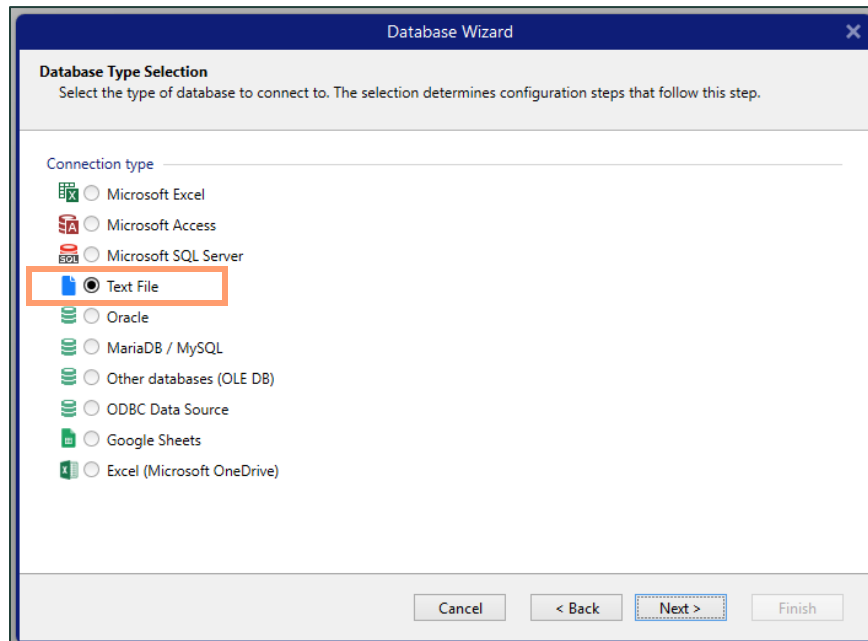 Database Wizard
Database Type Selection
Select the type of database to connect to. The selection determines configuration steps that follow this step.
Connection type
Microsoft Excel
Microsoft Access
SQL Microsoft SQL Server
Text File
Oracle
MariaDB / MySQL
Other databases (OLE DB)
ODBC Data Source
Google Sheets
Excel (Microsoft OneDrive)
Cancel < Back Next > Finish